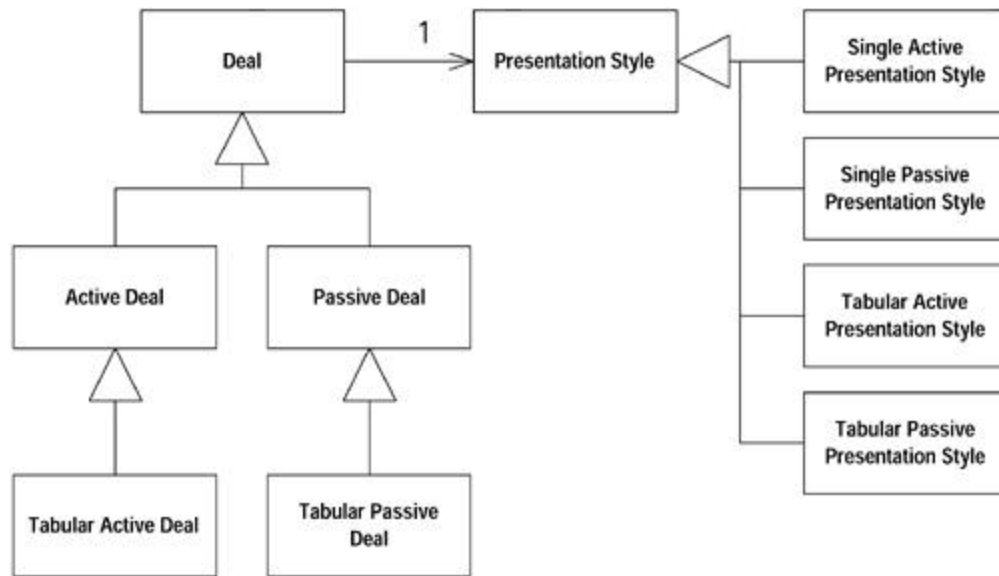 1
Deal
Presentation Style
Single Active
Presentation Style
Single Passive
Presentation Style
Active Deal
Passive Deal
Tabular Active
Presentation Style
Tabular Passive
Presentation Style
Tabular Active Deal
Tabular Passive
Deal